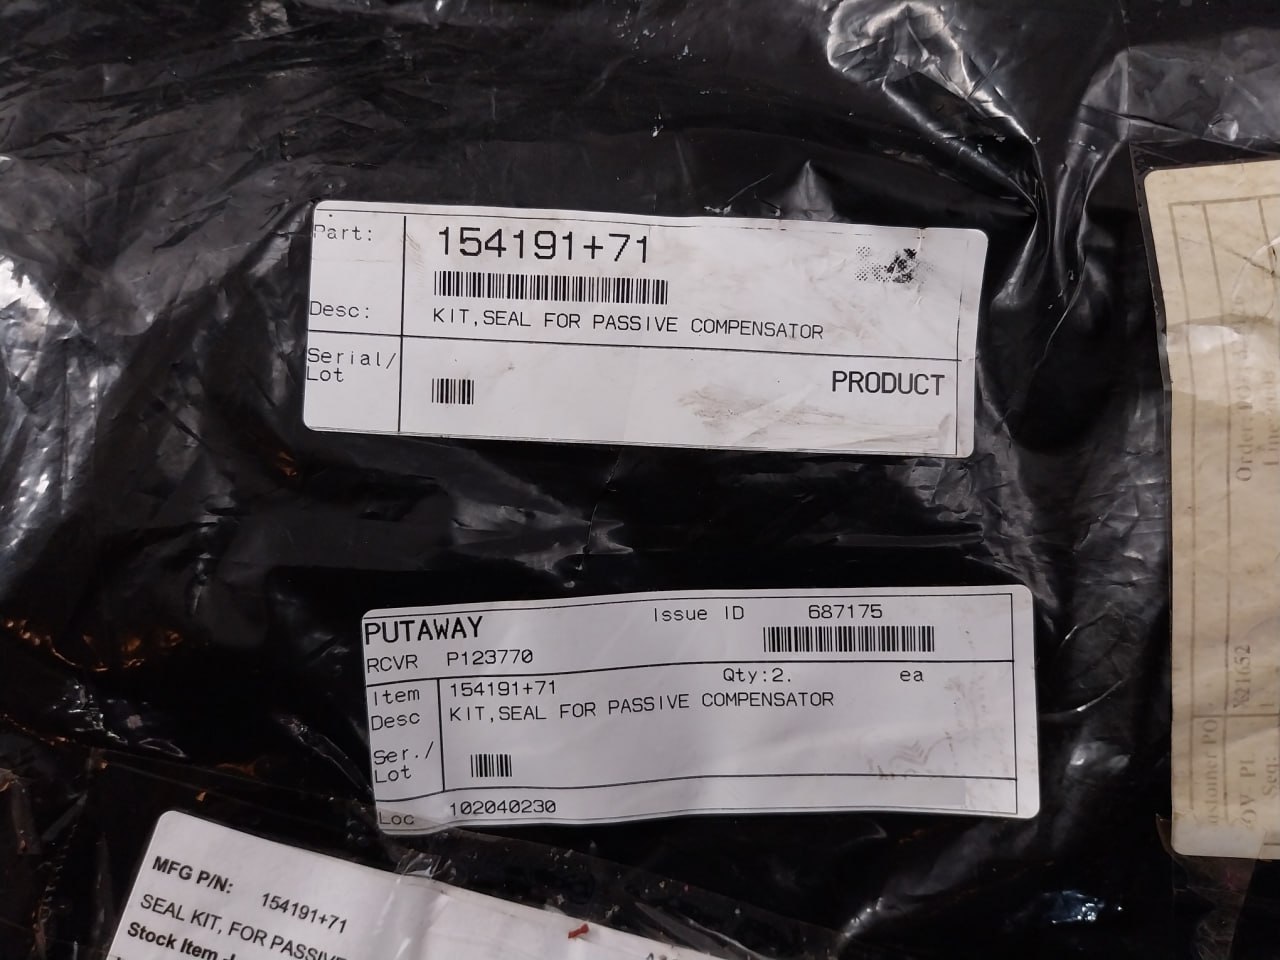 Part: 154191+71
Desc: KIT,SEAL FOR PASSIVE COMPENSATOR
Serial/
Lot
PRODUCT
PUTAWAY Issue ID 687175
RCVR P123770
Item 154191+71 Qty:2. ea
Desc KIT,SEAL FOR PASSIVE COMPENSATOR
Ser./
Lot
Loc 102040230
MFG P/N: 154191+71
SEAL KIT, FOR PASSIVE
Stock Item